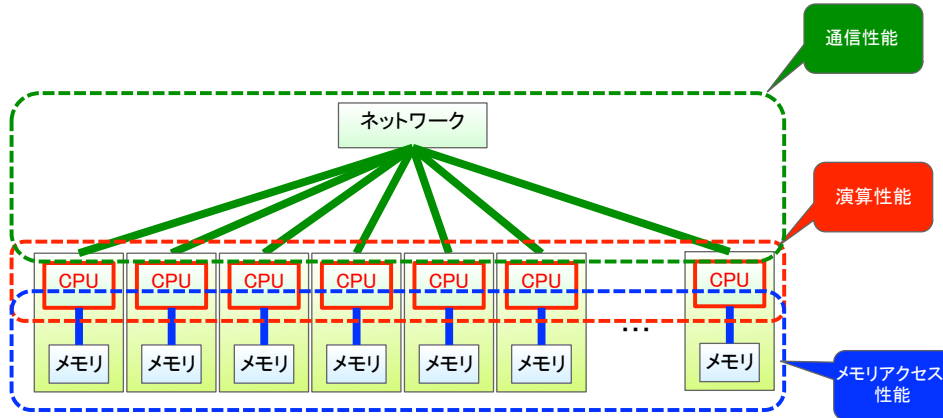 通信性能
ネットワーク
演算性能
CPU CPU CPU CPU CPU CPU CPU
...
メモリ メモリ メモリ メモリ メモリ メモリ メモリ
メモリアクセス
性能